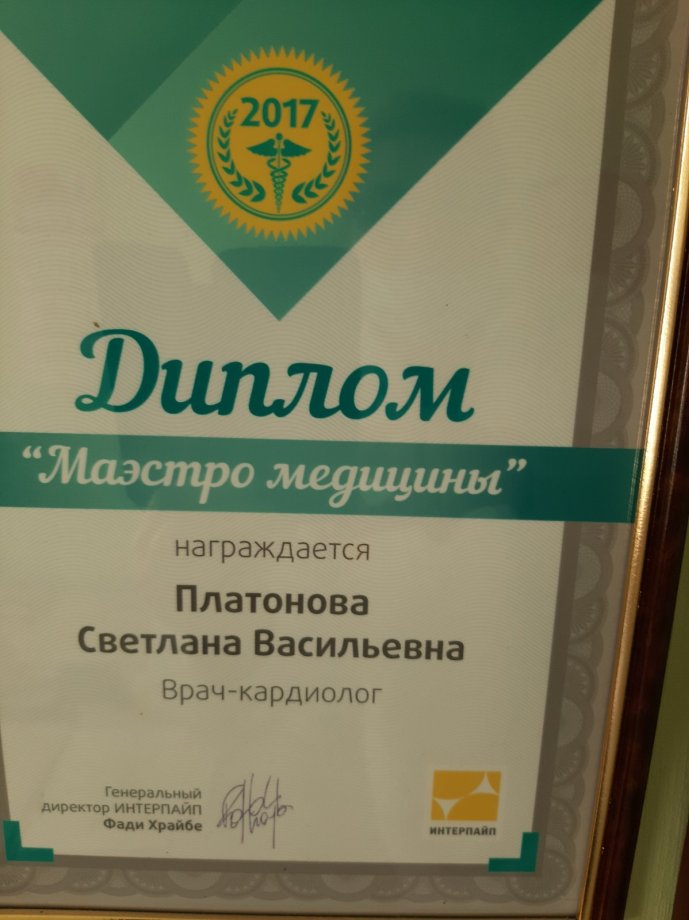 2017
Диплом
“Маэстро медицины”
награждается
Платонова
Светлана Васильевна
Врач-кардиолог
Генеральный
директор ИНТЕРПАЙП
Фади Храйбе
ИНТЕРПАЙП